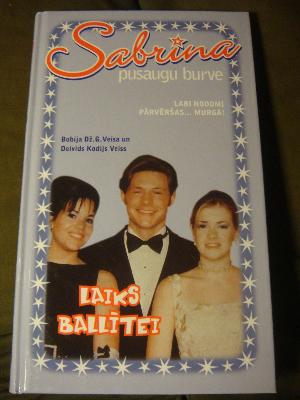 Sabrina
pusaugu burve
LABI NODOMI
PĀRVĒRŠAS... MURGĀ!
Bobija Dž. G. Veisa un
Deivids Kodijs Veiss
LAIKS
BALLĪTEI